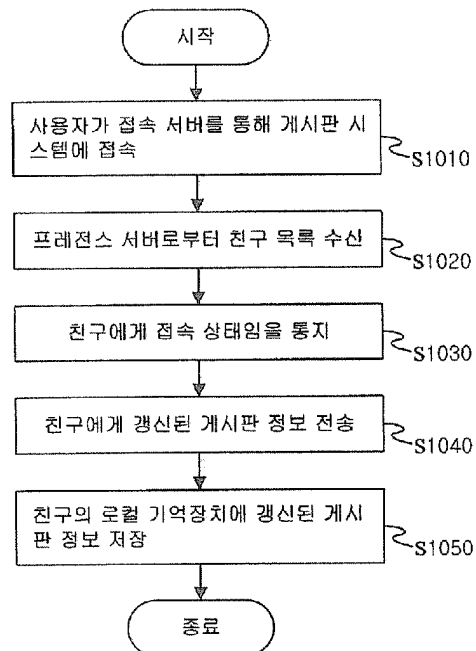 시작
사용자가 접속 서버를 통해 게시판 시
스템에 접속
S1010
프레전스 서버로부터 친구 목록 수신
S1020
친구에게 접속 상태임을 통지
S1030
친구에게 갱신된 게시판 정보 전송
S1040
친구의 로컬 기억장치에 갱신된 게시
판 정보 저장
S1050
종료